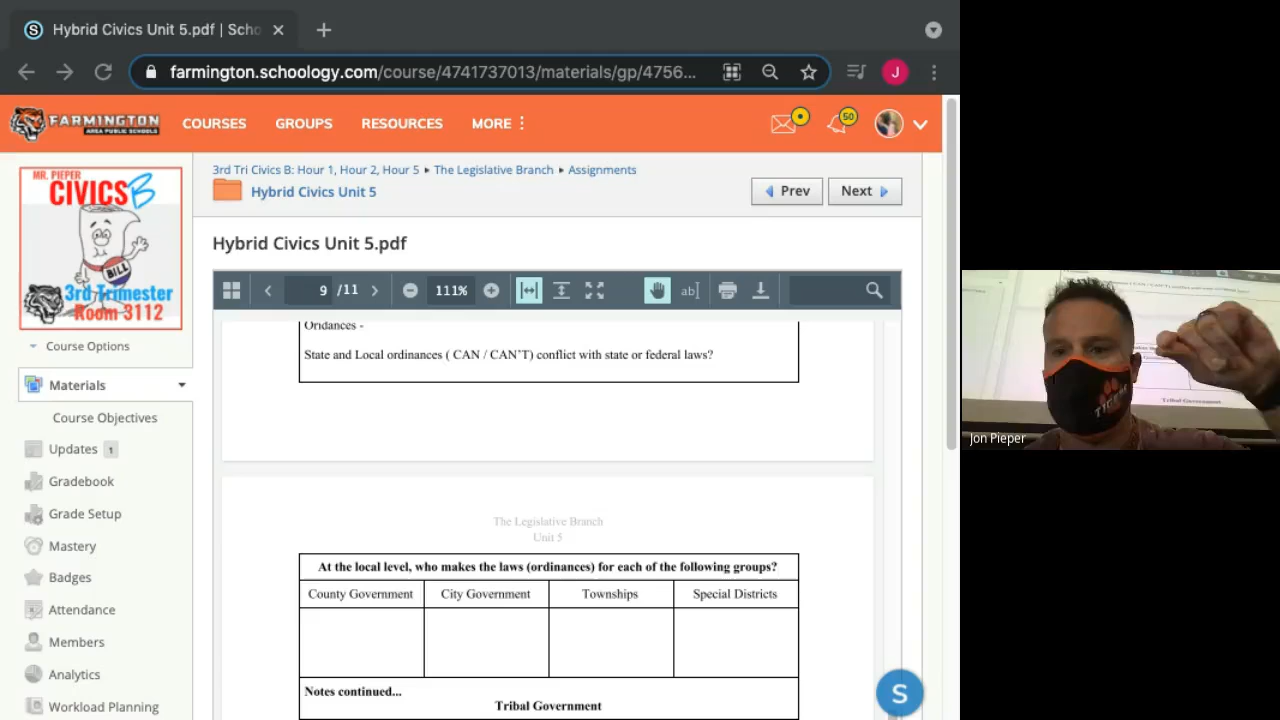 Hybrid Civics Unit 5.pdf | Scho
farmington.schoology.com/course/4741737013/materials/gp/4756...
J
FARMINGTON
AREA PUBLIC SCHOOLS
COURSES
GROUPS
RESOURCES
MORE
50
MR. PIEPER
CIVICS B
BILL
3rd Trimester
Room 3112
Course Options
Materials
Course Objectives
Updates 1
Gradebook
Grade Setup
Mastery
Badges
Attendance
Members
Analytics
Workload Planning
3rd Tri Civics B: Hour 1, Hour 2, Hour 5 ▸ The Legislative Branch ▸ Assignments
Hybrid Civics Unit 5
Prev
Next
Hybrid Civics Unit 5.pdf
9 /11
111%
ab
Oridances -
State and Local ordinances ( CAN / CAN'T) conflict with state or federal laws?
The Legislative Branch
Unit 5
At the local level, who makes the laws (ordinances) for each of the following groups?
County Government
City Government
Townships
Special Districts
Notes continued...
Tribal Government
S
TIGERS
Tribal Government
Jon Pieper